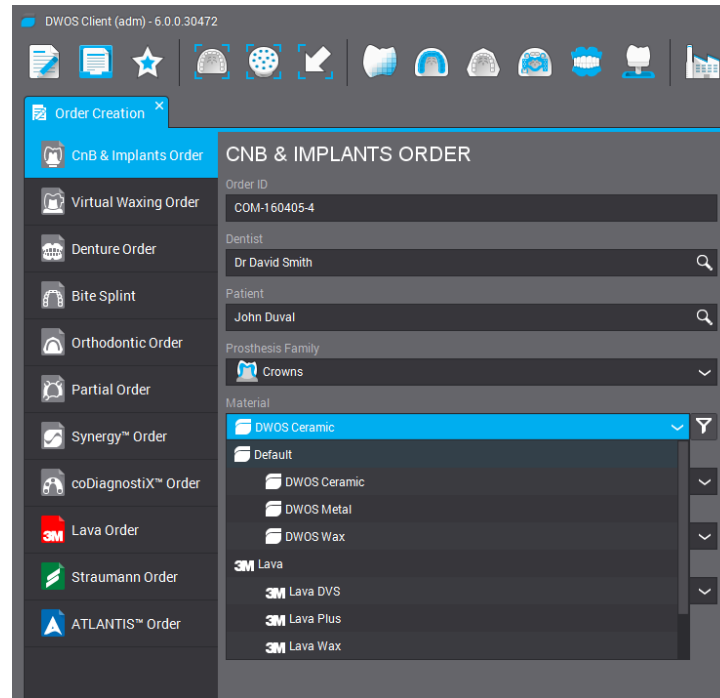 DWOS Client (adm) - 6.0.0.30472
Order Creation
CnB & Implants Order
Virtual Waxing Order
Denture Order
Bite Splint
Orthodontic Order
Partial Order
Synergy™ Order
coDiagnostiX™ Order
3M Lava Order
Straumann Order
ATLANTIS™ Order
CNB & IMPLANTS ORDER
Order ID
COM-160405-4
Dentist
Dr David Smith
Patient
John Duval
Prosthesis Family
Crowns
Material
DWOS Ceramic
Default
DWOS Ceramic
DWOS Metal
DWOS Wax
3M Lava
3M Lava DVS
3M Lava Plus
3M Lava Wax